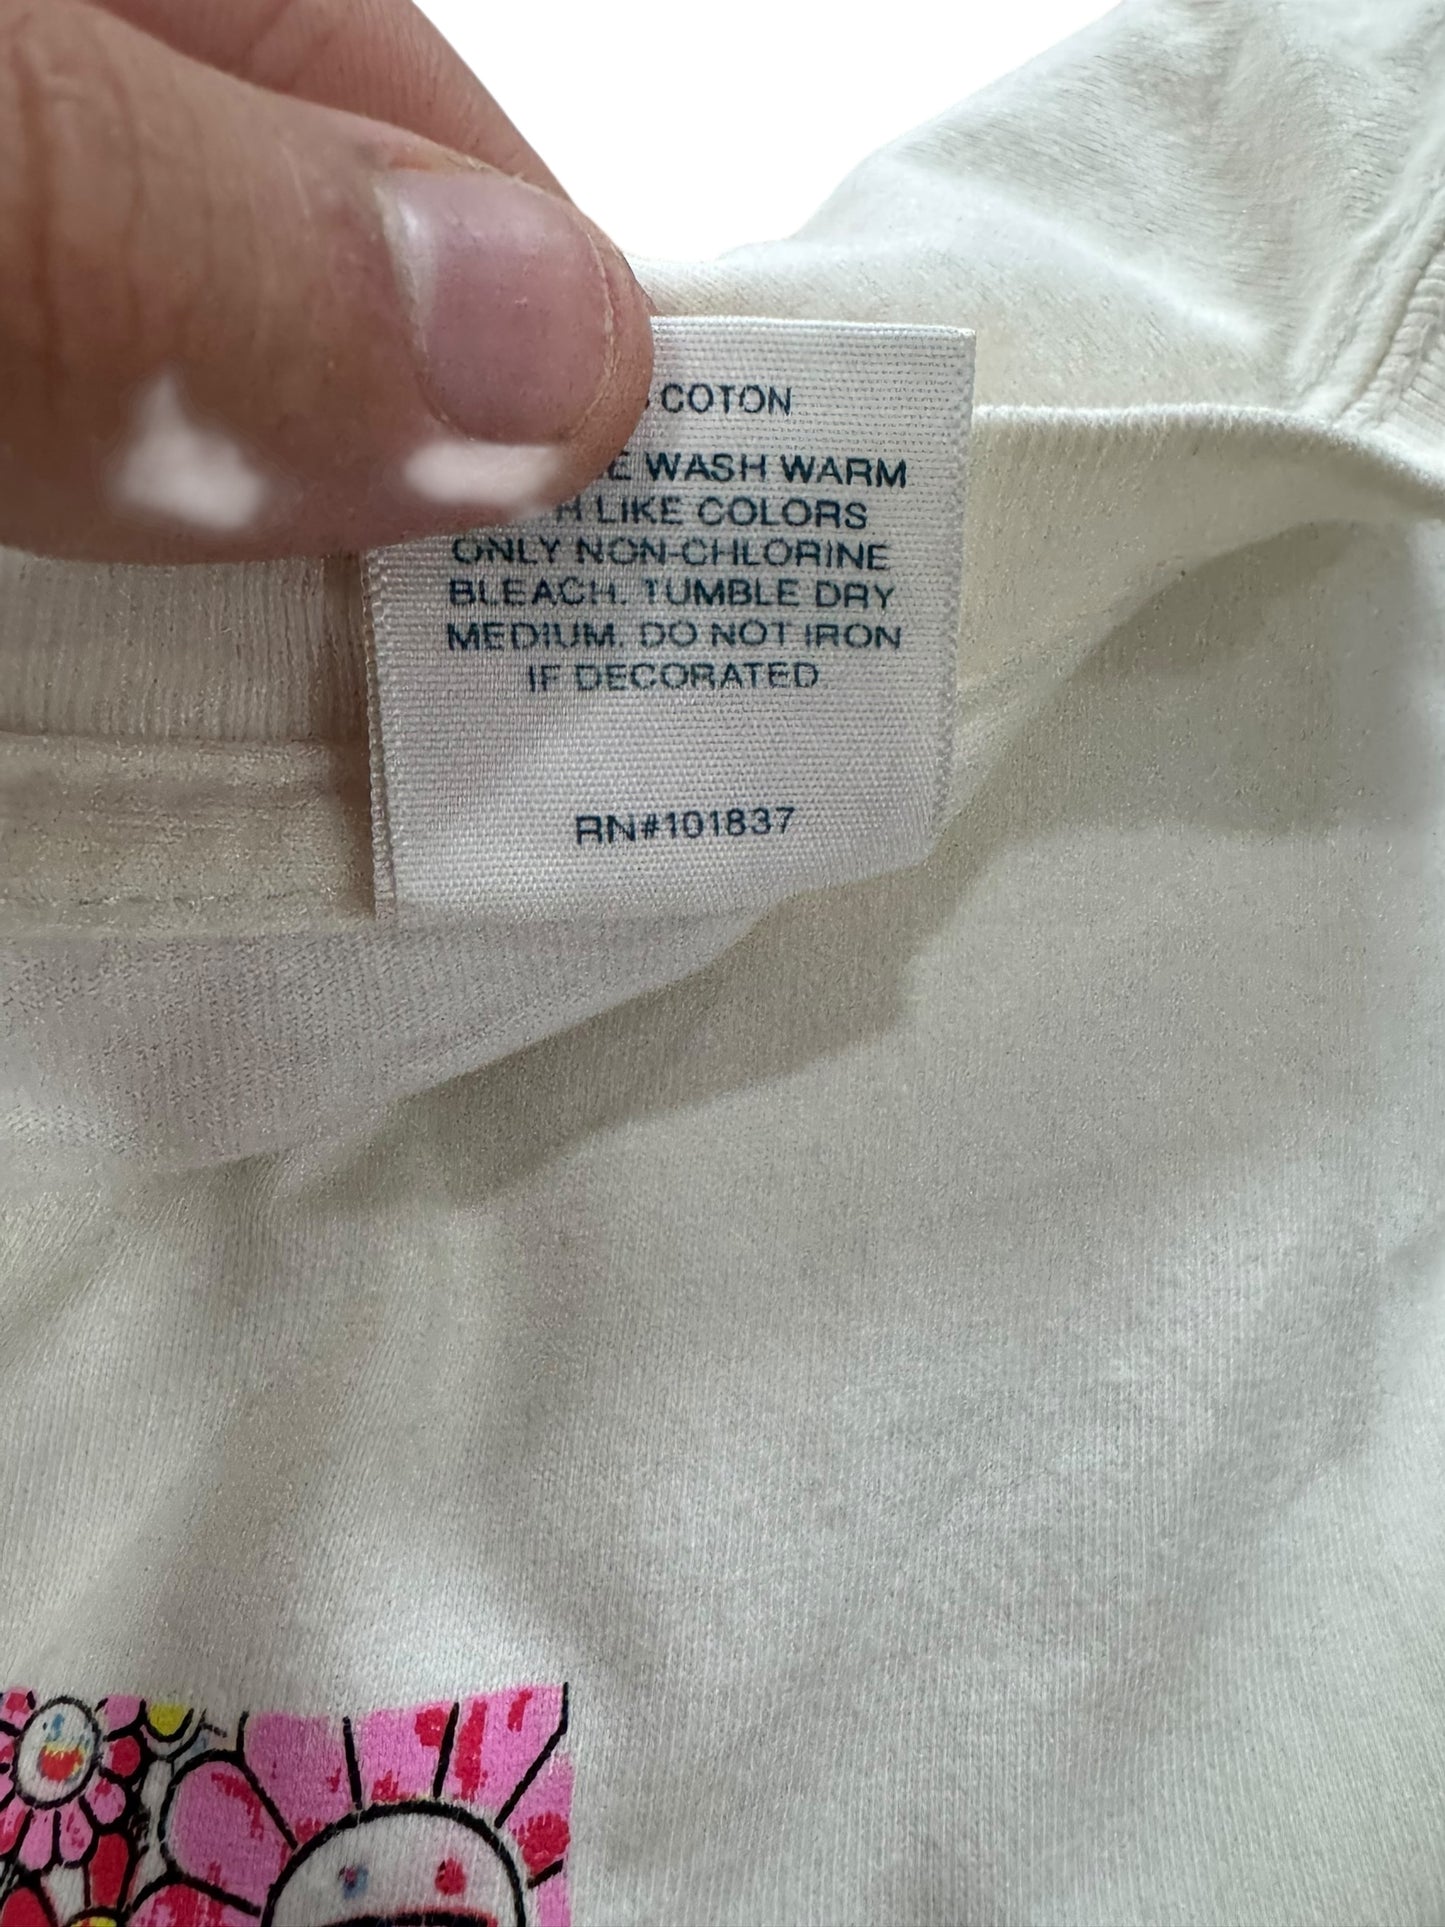 COTON
WASH WARM
LIKE COLORS
ONLY NON-CHLORINE
BLEACH. TUMBLE DRY
MEDIUM. DO NOT IRON
IF DECORATED
RN#101837